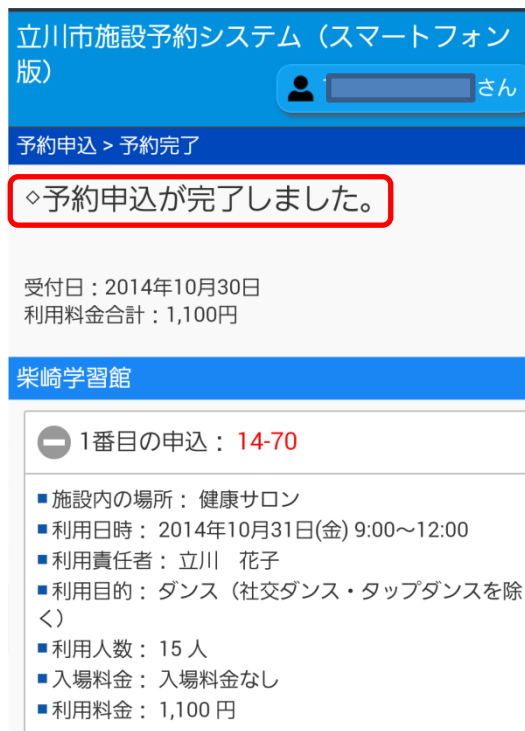 立川市施設予約システム（スマートフォン
版）
さん
予約申込 > 予約完了
◇予約申込が完了しました。
受付日：2014年10月30日
利用料金合計：1,100円
柴崎学習館
1番目の申込： 14-70
■施設内の場所： 健康サロン
■利用日時： 2014年10月31日(金) 9:00～12:00
■利用責任者： 立川　花子
■利用目的： ダンス（社交ダンス・タップダンスを除
く）
■利用人数： 15 人
■入場料金： 入場料金なし
■利用料金： 1,100 円